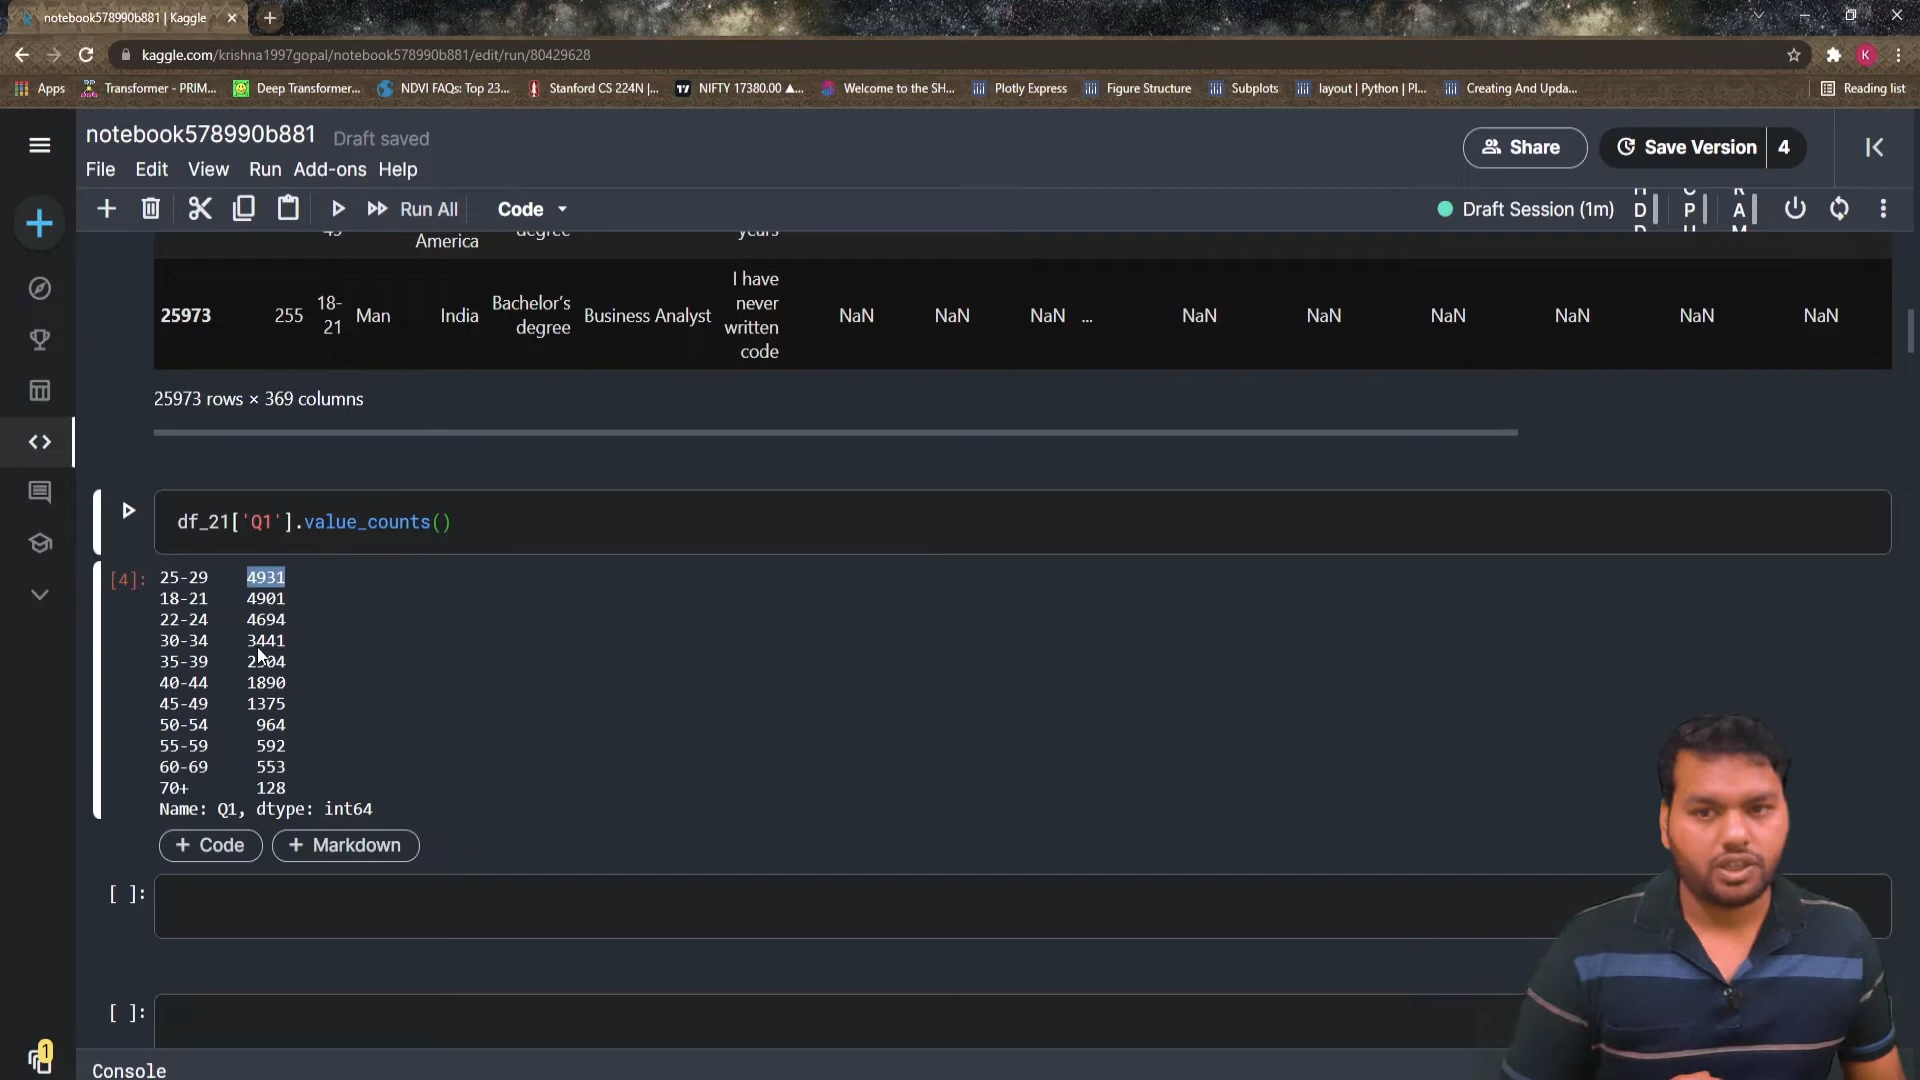 notebook578990b881 | Kaggle
kaggle.com/krishna1997gopal/notebook578990b881/edit/run/80429628
K
Apps
Transformer - PRIM...
Deep Transformer...
NDVI FAQs: Top 23...
Stanford CS 224N |...
NIFTY 17380.00 ▲...
Welcome to the SH...
Plotly Express
Figure Structure
Subplots
layout | Python | Pl...
Creating And Upda...
Reading list
notebook578990b881 Draft saved
Share
Save Version 4
File Edit View Run Add-ons Help
Run All Code
Draft Session (1m)
America degree years
25973 255 18-21 Man India Bachelor's degree Business Analyst I have never written code NaN NaN NaN ... NaN NaN NaN NaN NaN NaN
25973 rows × 369 columns
df_21['Q1'].value_counts()
[4]: 25-29 4931
18-21 4901
22-24 4694
30-34 3441
35-39
40-44 1890
45-49 1375
50-54 964
55-59 592
60-69 553
70+ 128
Name: Q1, dtype: int64
+ Code + Markdown
[ ]:
[ ]:
1
Console